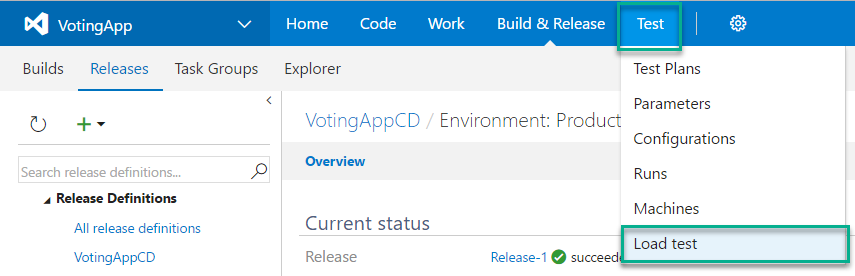 VotingApp Home Code Work Build & Release Test
Builds Releases Task Groups Explorer
Test Plans
Parameters
Configurations
Runs
Machines
Load test
Search release definitions...
Release Definitions
All release definitions
VotingAppCD
VotingAppCD / Environment: Product
Overview
Current status
Release Release-1 succeede